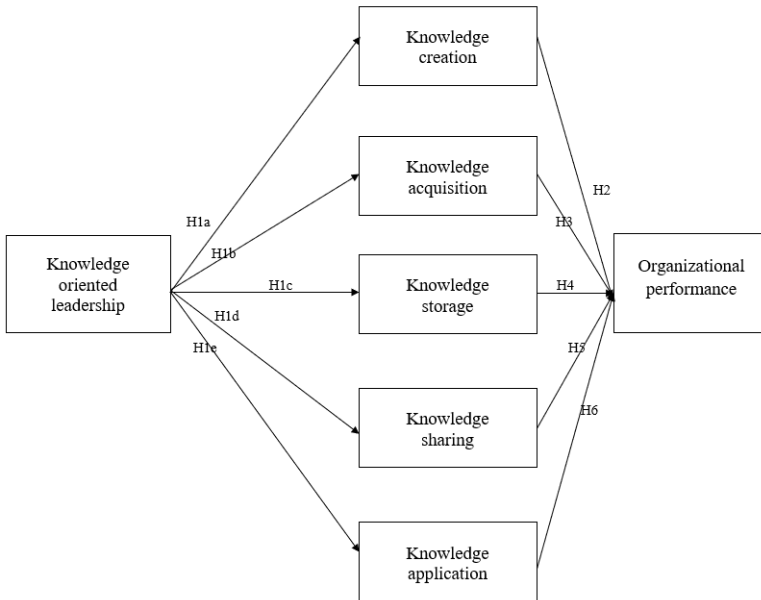 Knowledge
creation
Knowledge
acquisition
H2
H1a
H3
H1b
Knowledge
oriented
leadership
H1c
Knowledge
storage
H4
Organizational
performance
H1d
H1e
H5
Knowledge
sharing
H6
Knowledge
application